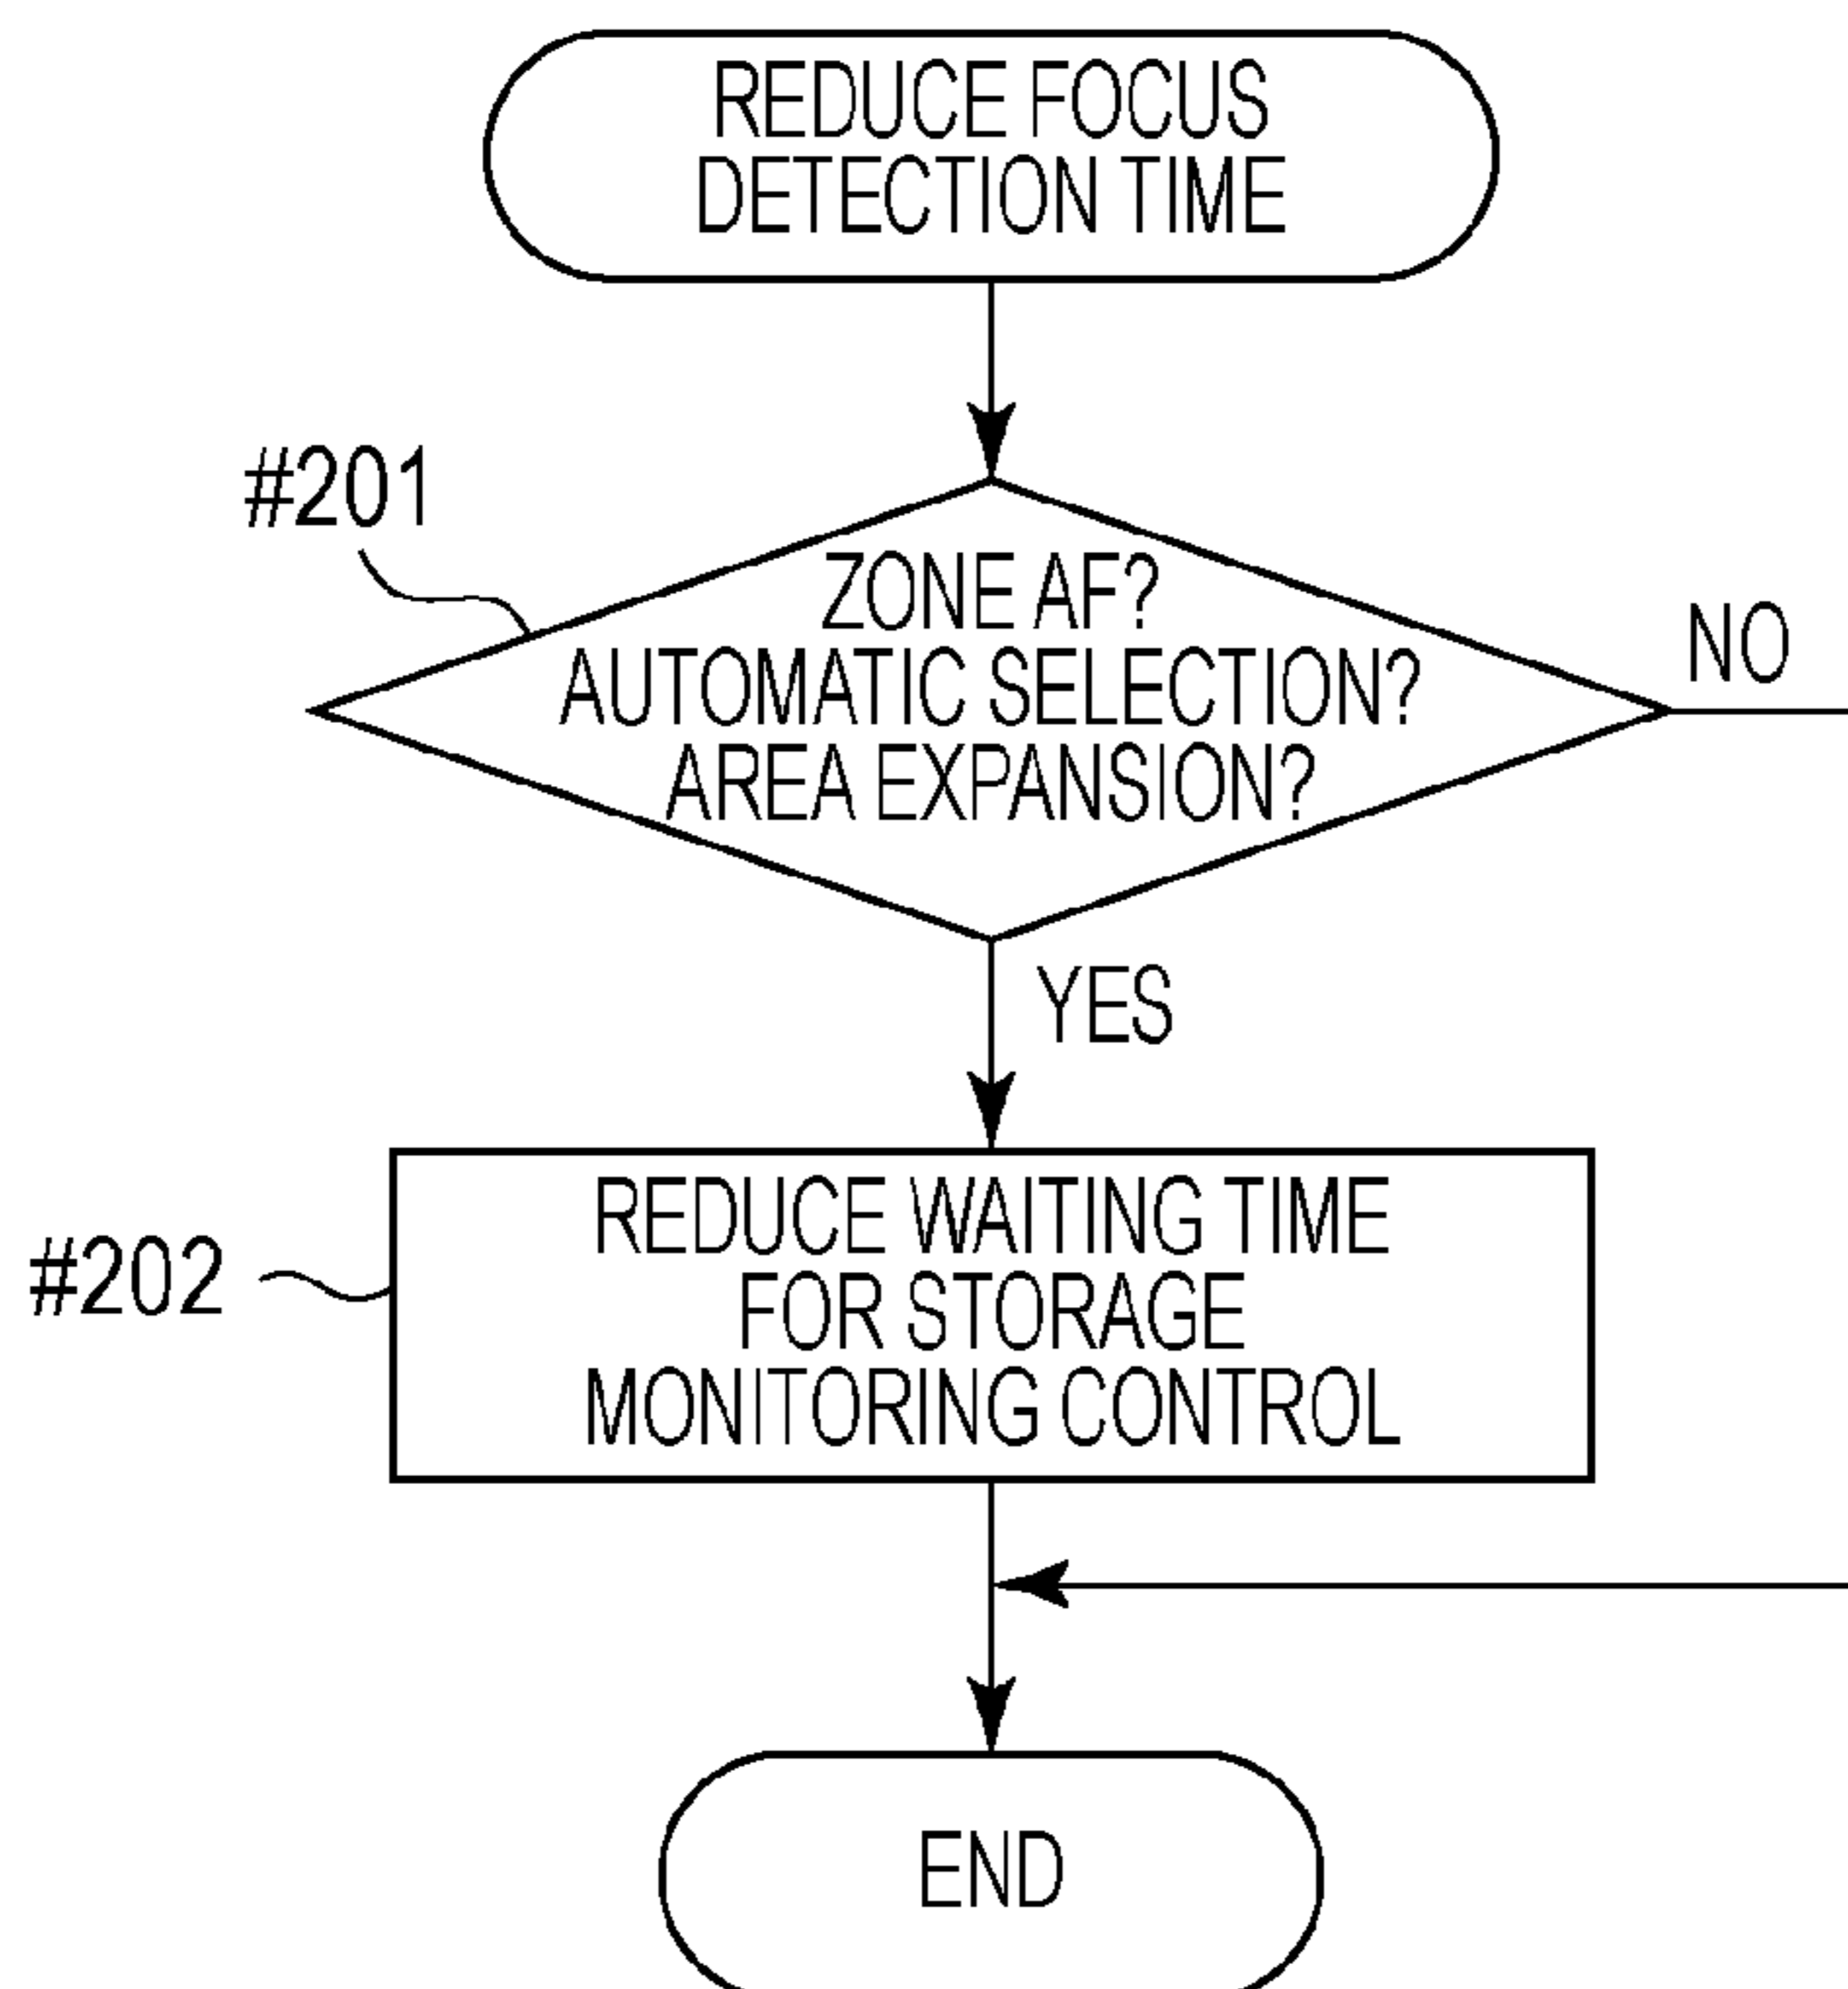 REDUCE FOCUS
DETECTION TIME
#201
ZONE AF?
AUTOMATIC SELECTION?
AREA EXPANSION?
NO
YES
#202
REDUCE WAITING TIME
FOR STORAGE
MONITORING CONTROL
END